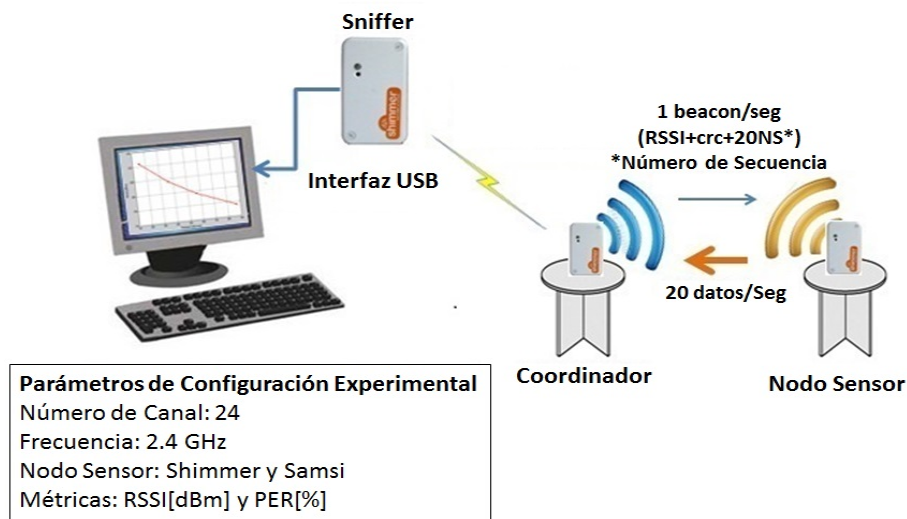 Sniffer
shimmer
Interfaz USB
1 beacon/seg
(RSSI+crc+20NS*)
*Número de Secuencia
20 datos/Seg
Coordinador
Nodo Sensor
Parámetros de Configuración Experimental
Número de Canal: 24
Frecuencia: 2.4 GHz
Nodo Sensor: Shimmer y Samsi
Métricas: RSSI[dBm] y PER[%]